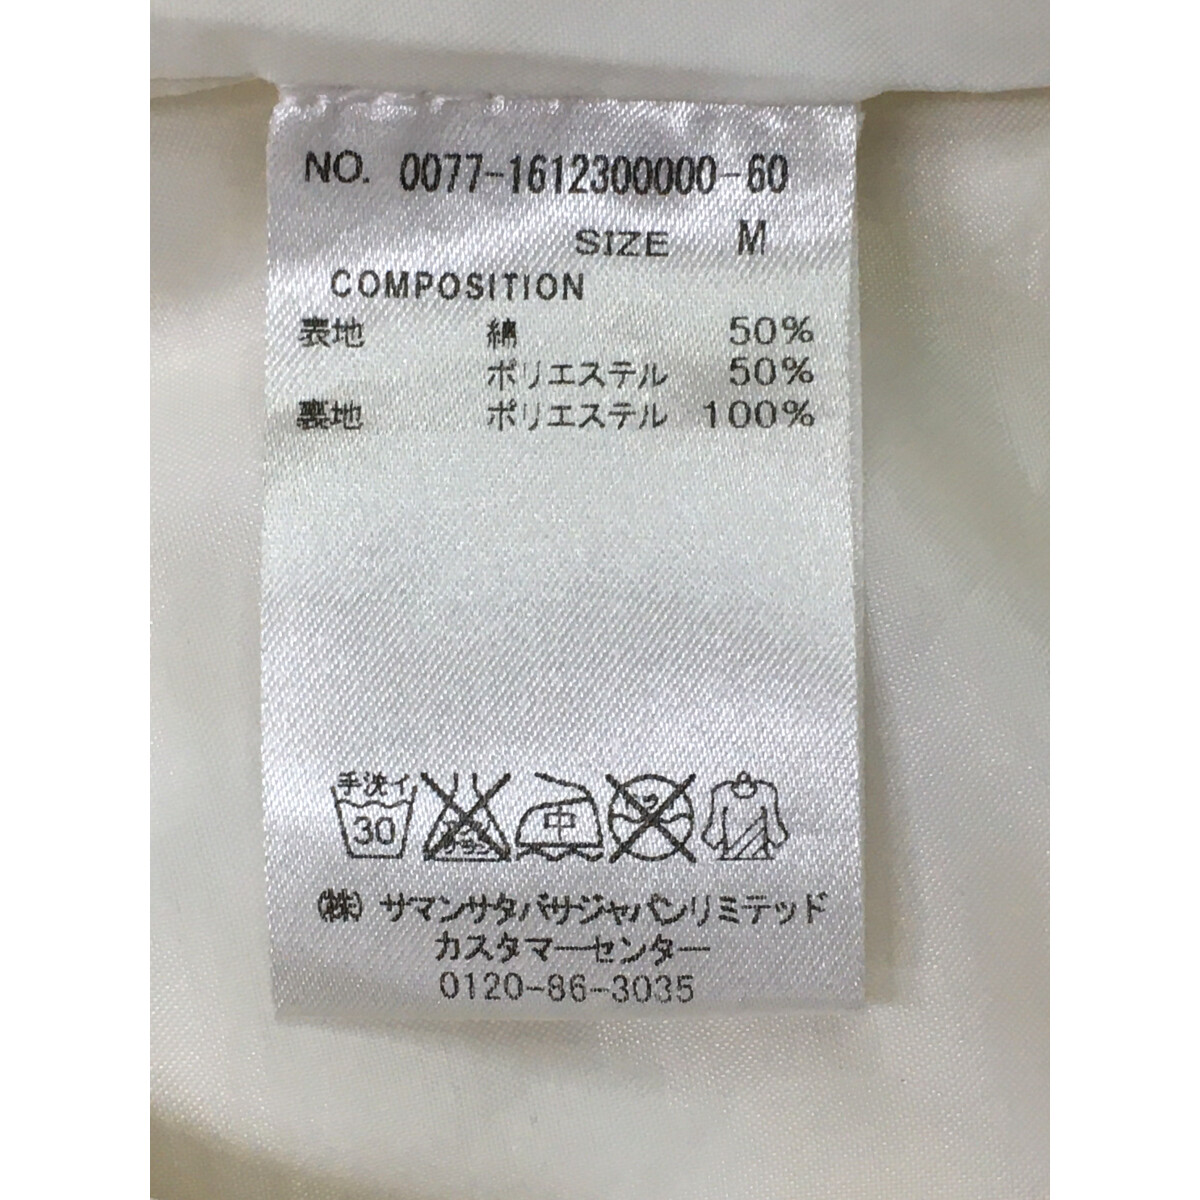 NO. 0077-1612300000-60
SIZE M
COMPOSITION
表地 綿 50%
ポリエステル 50%
裏地 ポリエステル 100%
手洗イ
30 中
(株) サマンサタバサジャパンリミテッド
カスタマーセンター
0120-86-3035